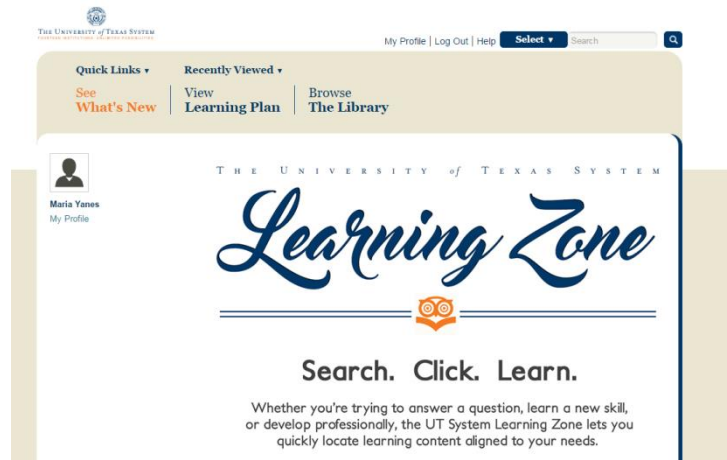 THE UNIVERSITY of TEXAS SYSTEM
My Profile | Log Out | Help
Select ▾
Search
Quick Links ▾
Recently Viewed ▾
See
What's New
View
Learning Plan
Browse
The Library
Maria Yanes
My Profile
THE UNIVERSITY of TEXAS SYSTEM
Learning Zone
Search. Click. Learn.
Whether you're trying to answer a question, learn a new skill,
or develop professionally, the UT System Learning Zone lets you
quickly locate learning content aligned to your needs.